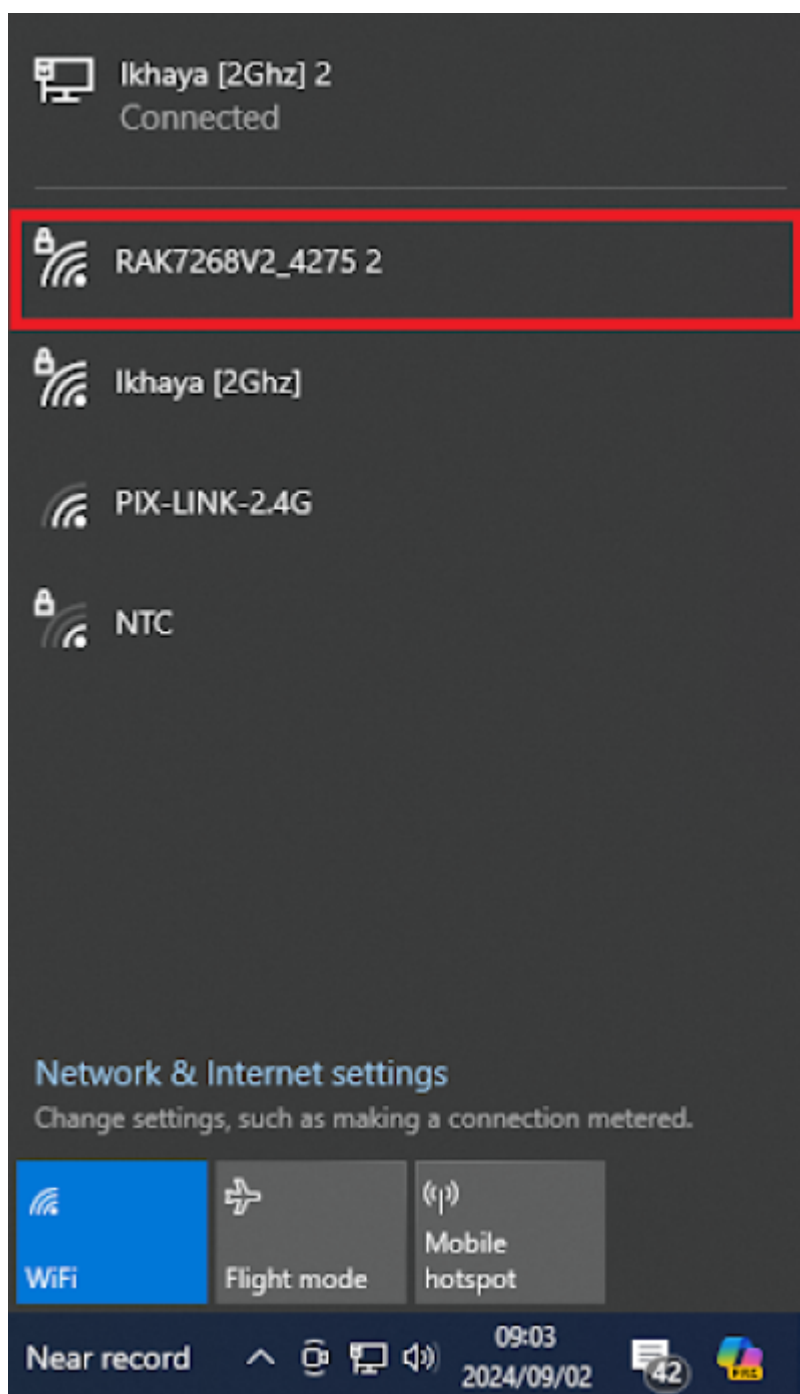 Ikhaya [2Ghz] 2
Connected
RAK7268V2_4275 2
Ikhaya [2Ghz]
PIX-LINK-2.4G
NTC
Network & Internet settings
Change settings, such as making a connection metered.
WiFi
Flight mode
Mobile
hotspot
Near record
09:03
2024/09/02
42
PRE